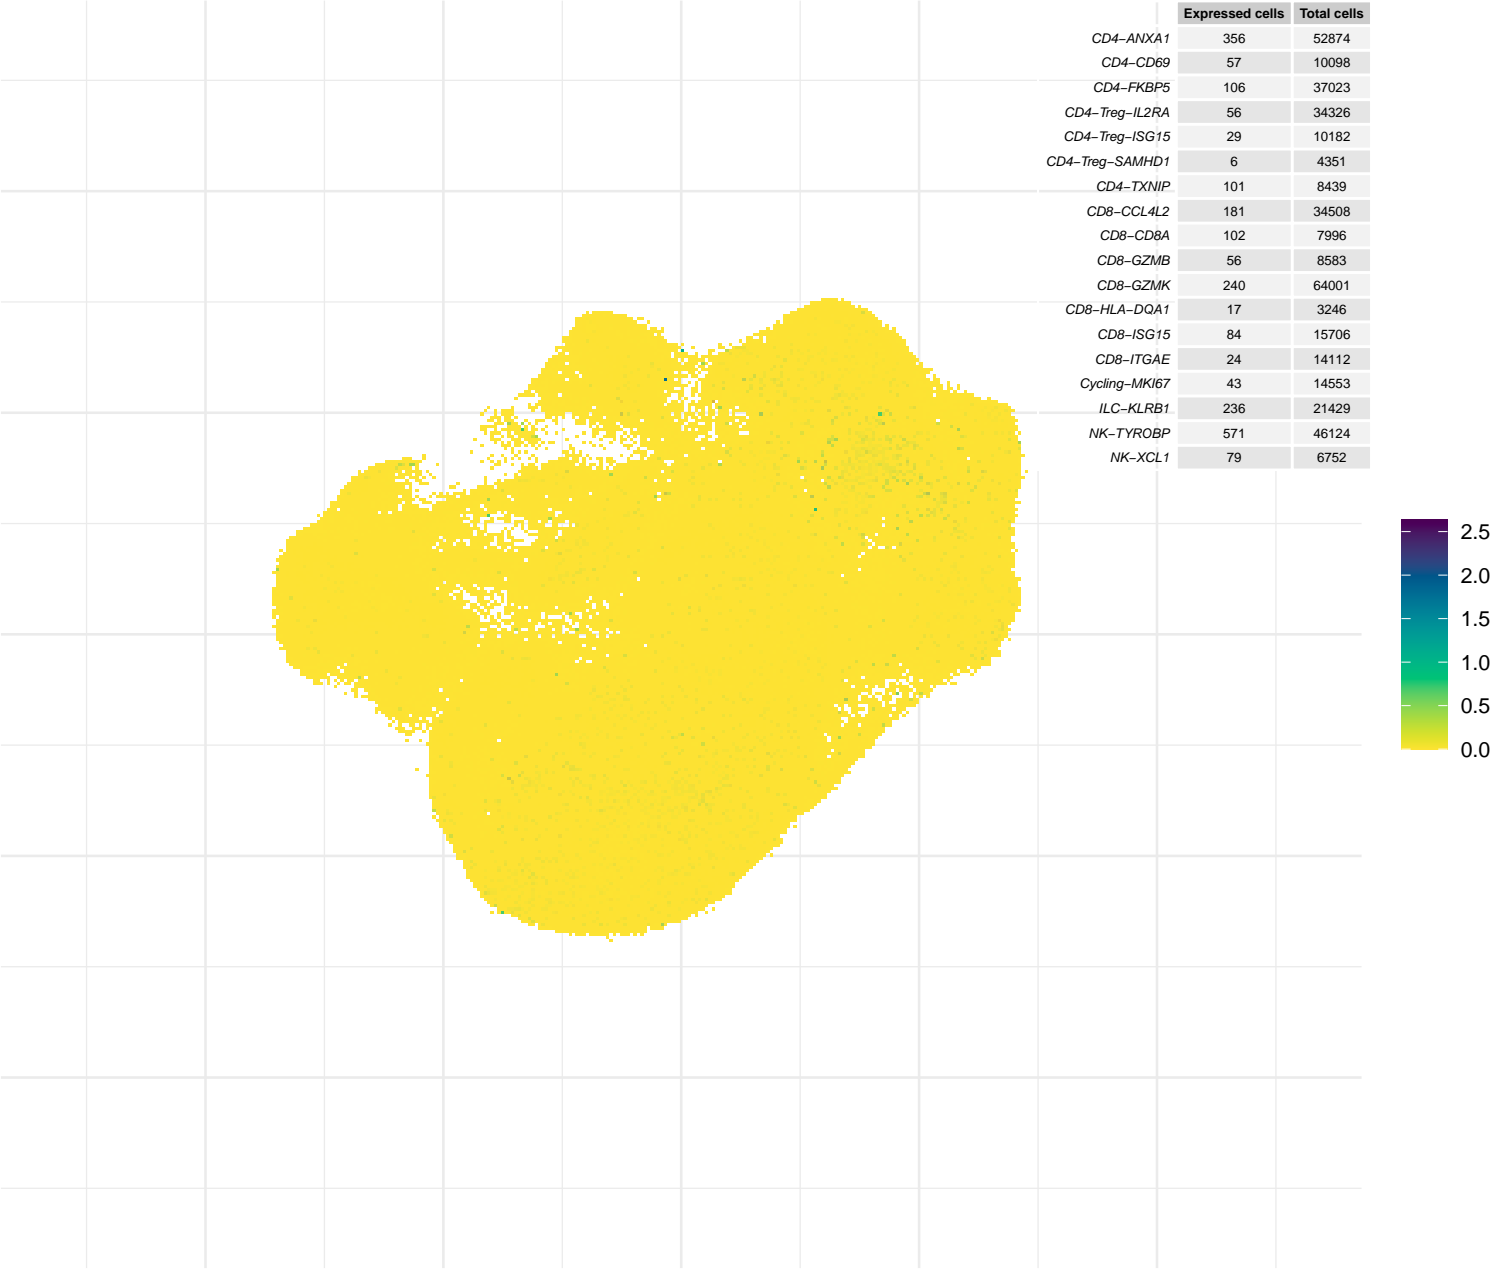 Expressed cells Total cells
CD4−ANXA1 356 52874
CD4−CD69 57 10098
CD4−FKBP5 106 37023
CD4−Treg−IL2RA 56 34326
CD4−Treg−ISG15 29 10182
CD4−Treg−SAMHD1 6 4351
CD4−TXNIP 101 8439
CD8−CCL4L2 181 34508
CD8−CD8A 102 7996
CD8−GZMB 56 8583
CD8−GZMK 240 64001
CD8−HLA−DQA1 17 3246
CD8−ISG15 84 15706
CD8−ITGAE 24 14112
Cycling−MKI67 43 14553
ILC−KLRB1 236 21429
NK−TYROBP 571 46124
NK−XCL1 79 6752
2.5
2.0
1.5
1.0
0.5
0.0